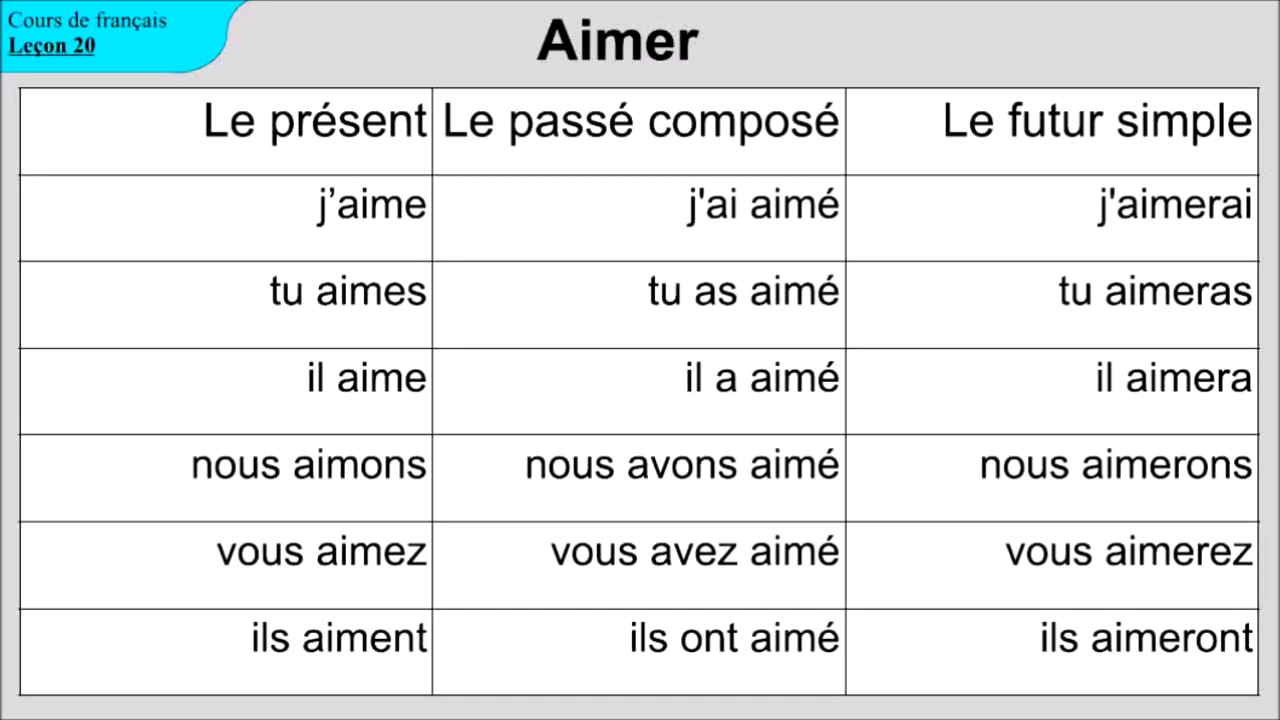 Cours de français
Leçon 20
Aimer
Le présent Le passé composé Le futur simple
j’aime j'ai aimé j'aimerai
tu aimes tu as aimé tu aimeras
il aime il a aimé il aimera
nous aimons nous avons aimé nous aimerons
vous aimez vous avez aimé vous aimerez
ils aiment ils ont aimé ils aimeront